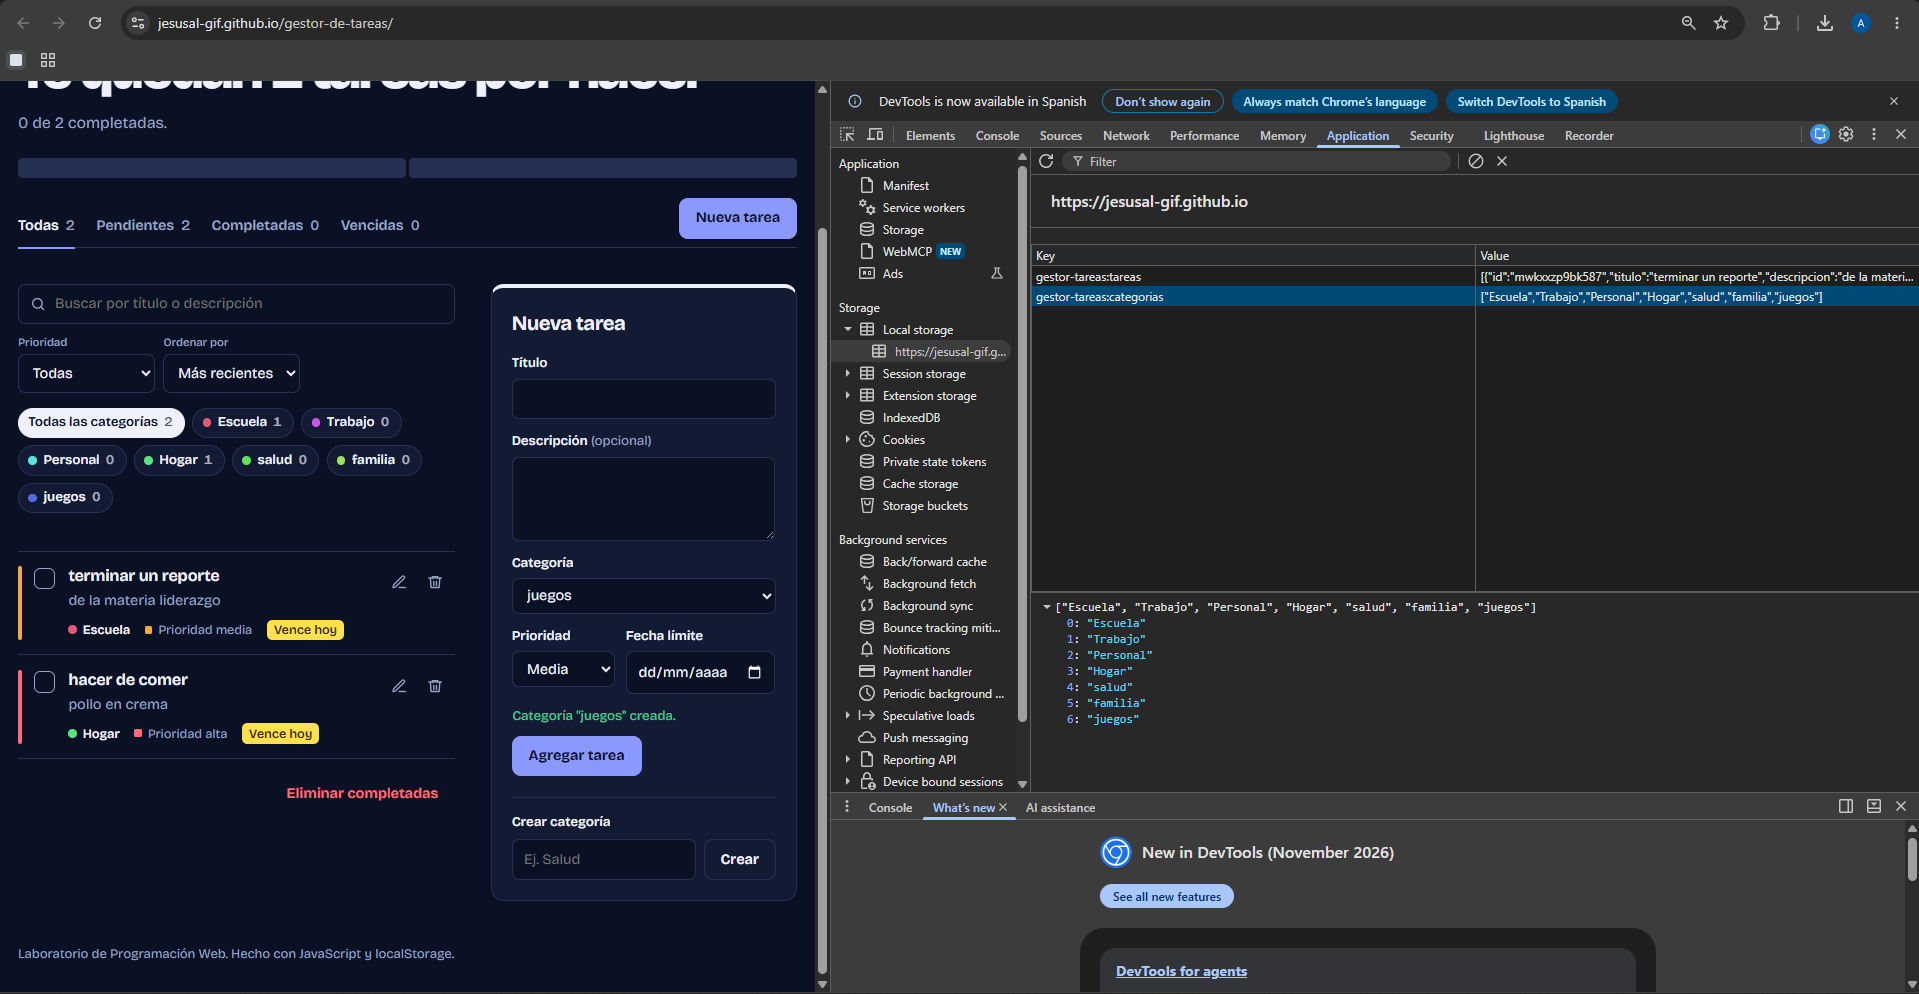 jesusal-gif.github.io/gestor-de-tareas/
A
Te quedan 2 tareas por hacer
0 de 2 completadas.
Todas 2 Pendientes 2 Completadas 0 Vencidas 0
Nueva tarea
Buscar por título o descripción
Prioridad Ordenar por
Todas Más recientes
Todas las categorías 2 Escuela 1 Trabajo 0
Personal 0 Hogar 1 salud 0 familia 0
juegos 0
terminar un reporte
de la materia liderazgo
Escuela Prioridad media Vence hoy
hacer de comer
pollo en crema
Hogar Prioridad alta Vence hoy
Eliminar completadas
Nueva tarea
Título
Descripción (opcional)
Categoría
juegos
Prioridad Fecha límite
Media dd/mm/aaaa
Categoría "juegos" creada.
Agregar tarea
Crear categoría
Ej. Salud Crear
Laboratorio de Programación Web. Hecho con JavaScript y localStorage.
DevTools is now available in Spanish Don't show again Always match Chrome's language Switch DevTools to Spanish
Elements Console Sources Network Performance Memory Application Security Lighthouse Recorder
Application
Manifest
Service workers
Storage
WebMCP NEW
Ads
Storage
Local storage
https://jesusal-gif.g...
Session storage
Extension storage
IndexedDB
Cookies
Private state tokens
Cache storage
Storage buckets
Background services
Back/forward cache
Background fetch
Background sync
Bounce tracking miti...
Notifications
Payment handler
Periodic background ...
Speculative loads
Push messaging
Reporting API
Device bound sessions
Filter
https://jesusal-gif.github.io
Key Value
gestor-tareas:tareas [{"id":"mwkxxzp9bk587","titulo":"terminar un reporte","descripcion":"de la materi...
gestor-tareas:categorias ["Escuela","Trabajo","Personal","Hogar","salud","familia","juegos"]
["Escuela", "Trabajo", "Personal", "Hogar", "salud", "familia", "juegos"]
0: "Escuela"
1: "Trabajo"
2: "Personal"
3: "Hogar"
4: "salud"
5: "familia"
6: "juegos"
Console What's new AI assistance
New in DevTools (November 2026)
See all new features
DevTools for agents